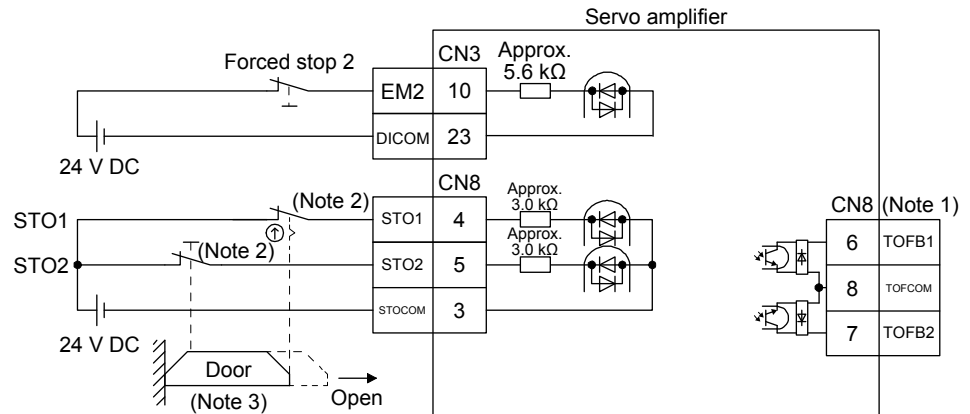 Servo amplifier
Forced stop 2
CN3
Approx.
5.6 kΩ
EM2
10
DICOM
23
24 V DC
CN8
STO1
(Note 2)
STO1
4
Approx.
3.0 kΩ
STO2
(Note 2)
STO2
5
Approx.
3.0 kΩ
STOCOM
3
24 V DC
Door
(Note 3)
Open
CN8 (Note 1)
6
TOFB1
8
TOFCOM
7
TOFB2